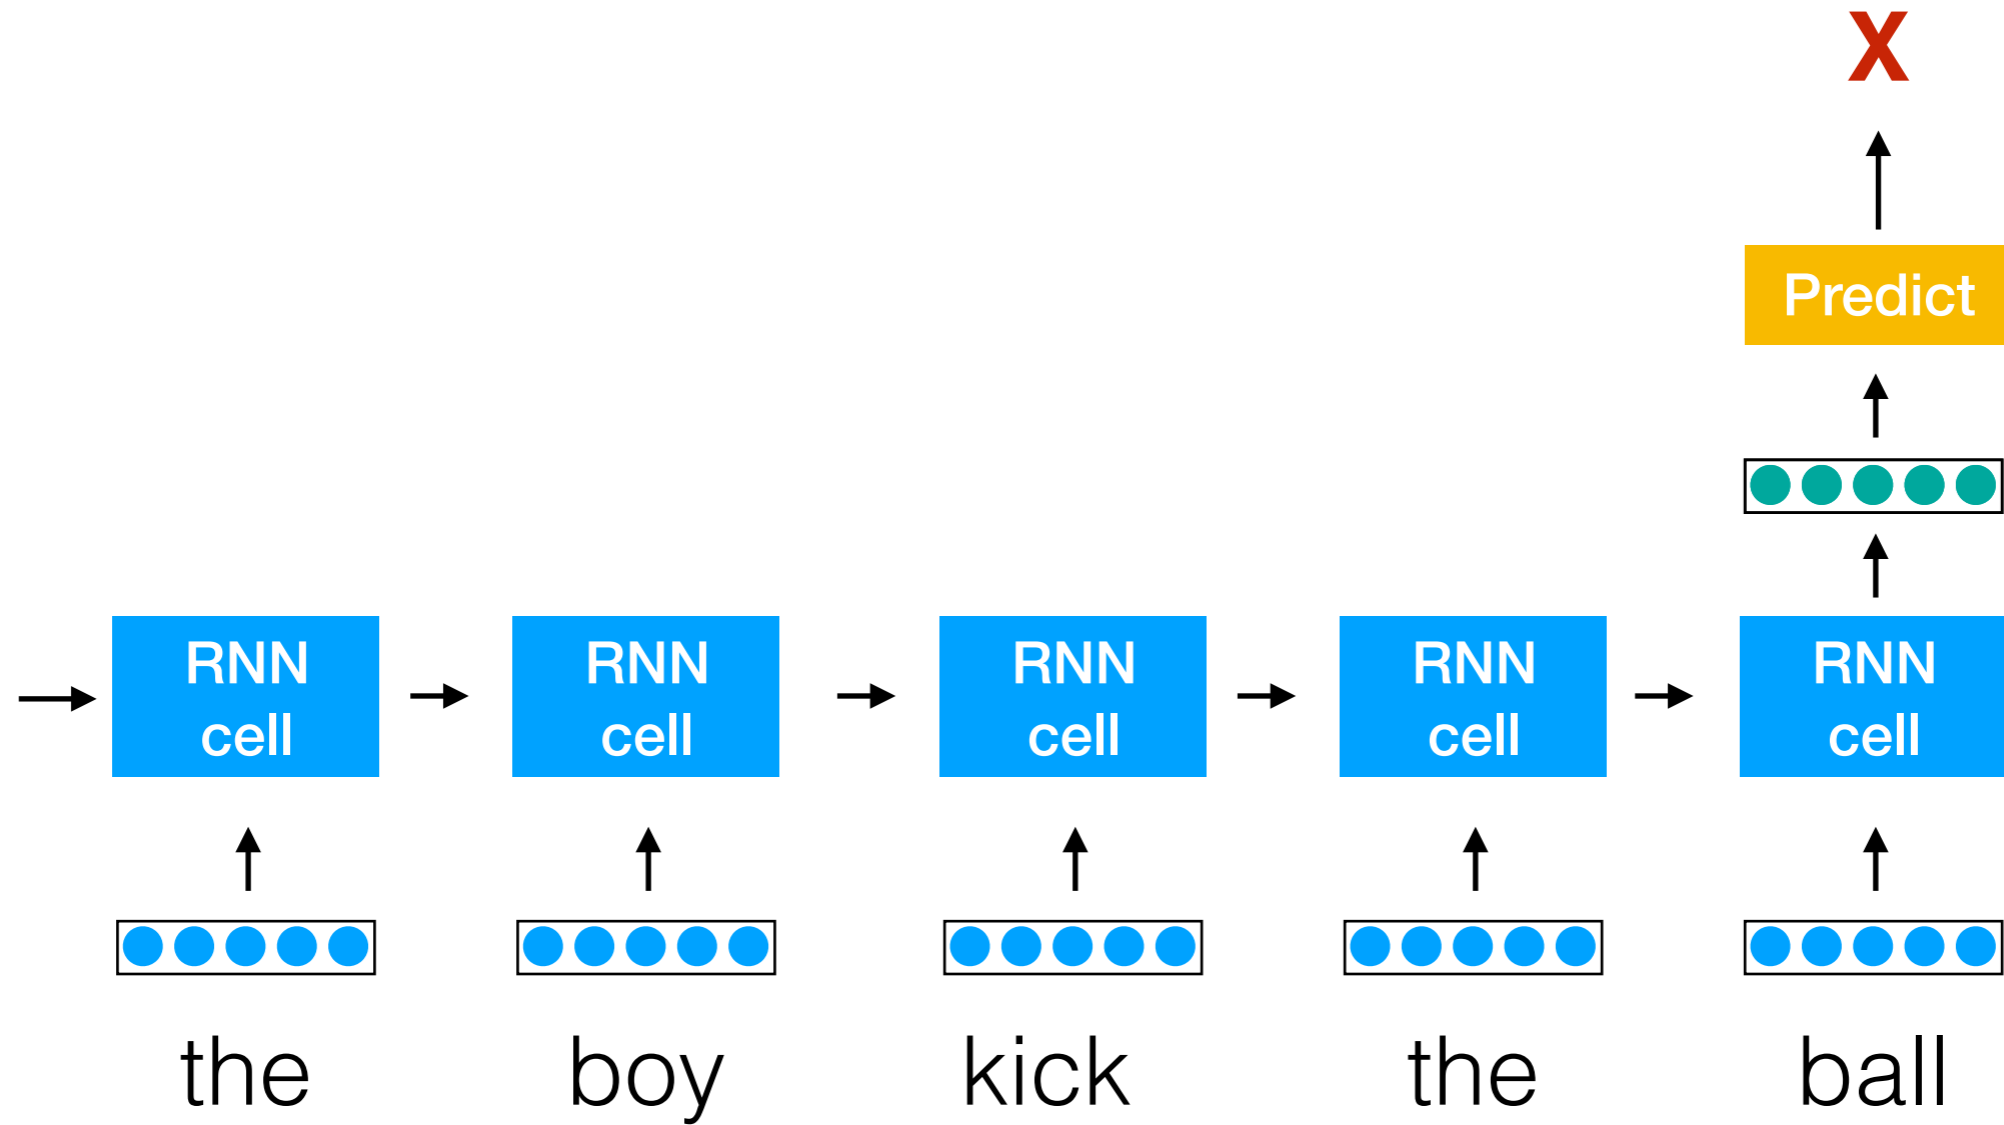 X
Predict
RNN cell
RNN cell
RNN cell
RNN cell
RNN cell
the boy kick the ball